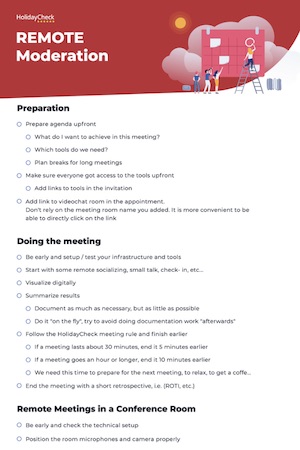 HolidayCheck
REMOTE
Moderation
Preparation
Prepare agenda upfront
What do I want to achieve in this meeting?
Which tools do we need?
Plan breaks for long meetings
Make sure everyone got access to the tools upfront
Add links to tools in the invitation
Add link to videochat room in the appointment.
Don't rely on the meeting room name you added. It is more convenient to be
able to directly click on the link
Doing the meeting
Be early and setup / test your infrastructure and tools
Start with some remote socializing, small talk, check- in, etc...
Visualize digitally
Summarize results
Document as much as necessary, but as little as possible
Do it "on the fly", try to avoid doing documentation work "afterwards"
Follow the HolidayCheck meeting rule and finish earlier
If a meeting lasts about 30 minutes, end it 5 minutes earlier
If a meeting goes an hour or longer, end it 10 minutes earlier
We need this time to prepare for the next meeting, to relax, to get a coffe...
End the meeting with a short retrospective, i.e. (ROTI, etc.)
Remote Meetings in a Conference Room
Be early and check the technical setup
Position the room microphones and camera properly